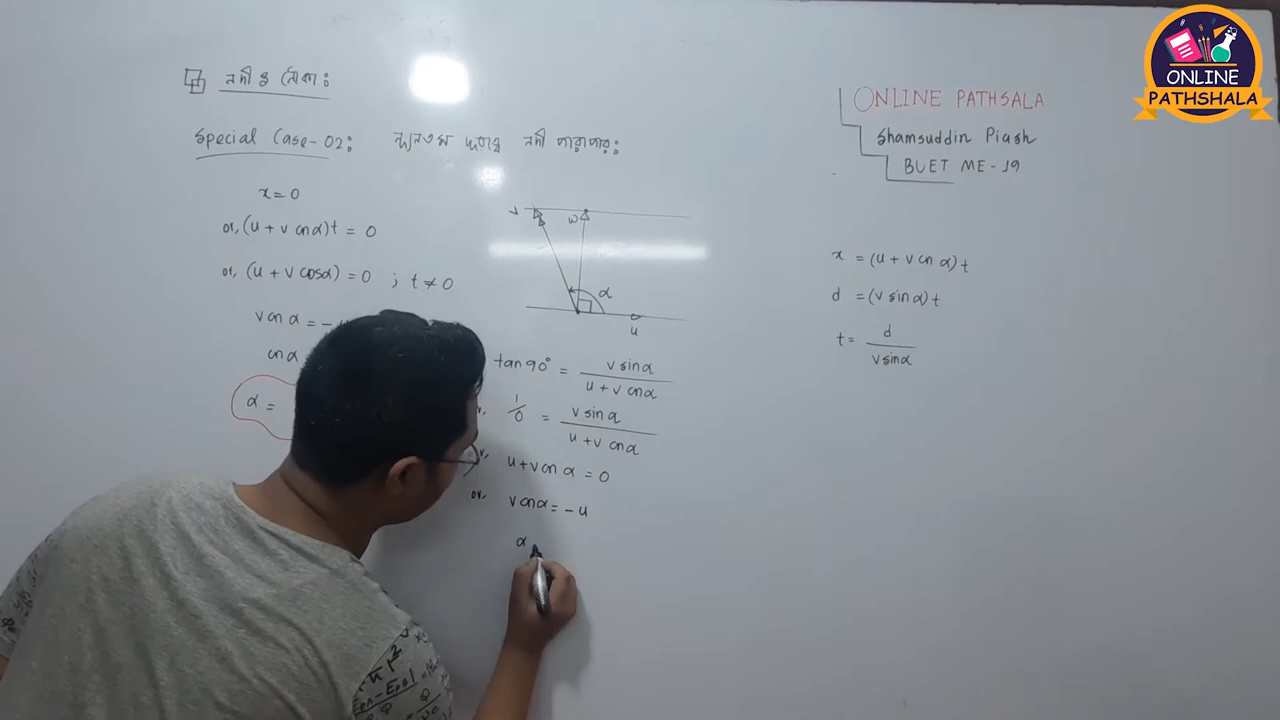 নদী ও নৌকা:
Special Case-02: ন্যূনতম দূরত্বে নদী পারাপার:
x = 0
or, (u + v cosα)t = 0
or, (u + v cosα) = 0 ; t ≠ 0
v cosα = - u
cosα
α =
v
w
α
u
tan90° = v sinα / u + v cosα
or, 1/0 = v sinα / u + v cosα
or, u + v cosα = 0
or, v cosα = - u
α
ONLINE PATHSALA
Shamsuddin Piash
BUET ME-19
x = (u + v cosα)t
d = (v sinα)t
t = d / v sinα
ONLINE
PATHSHALA